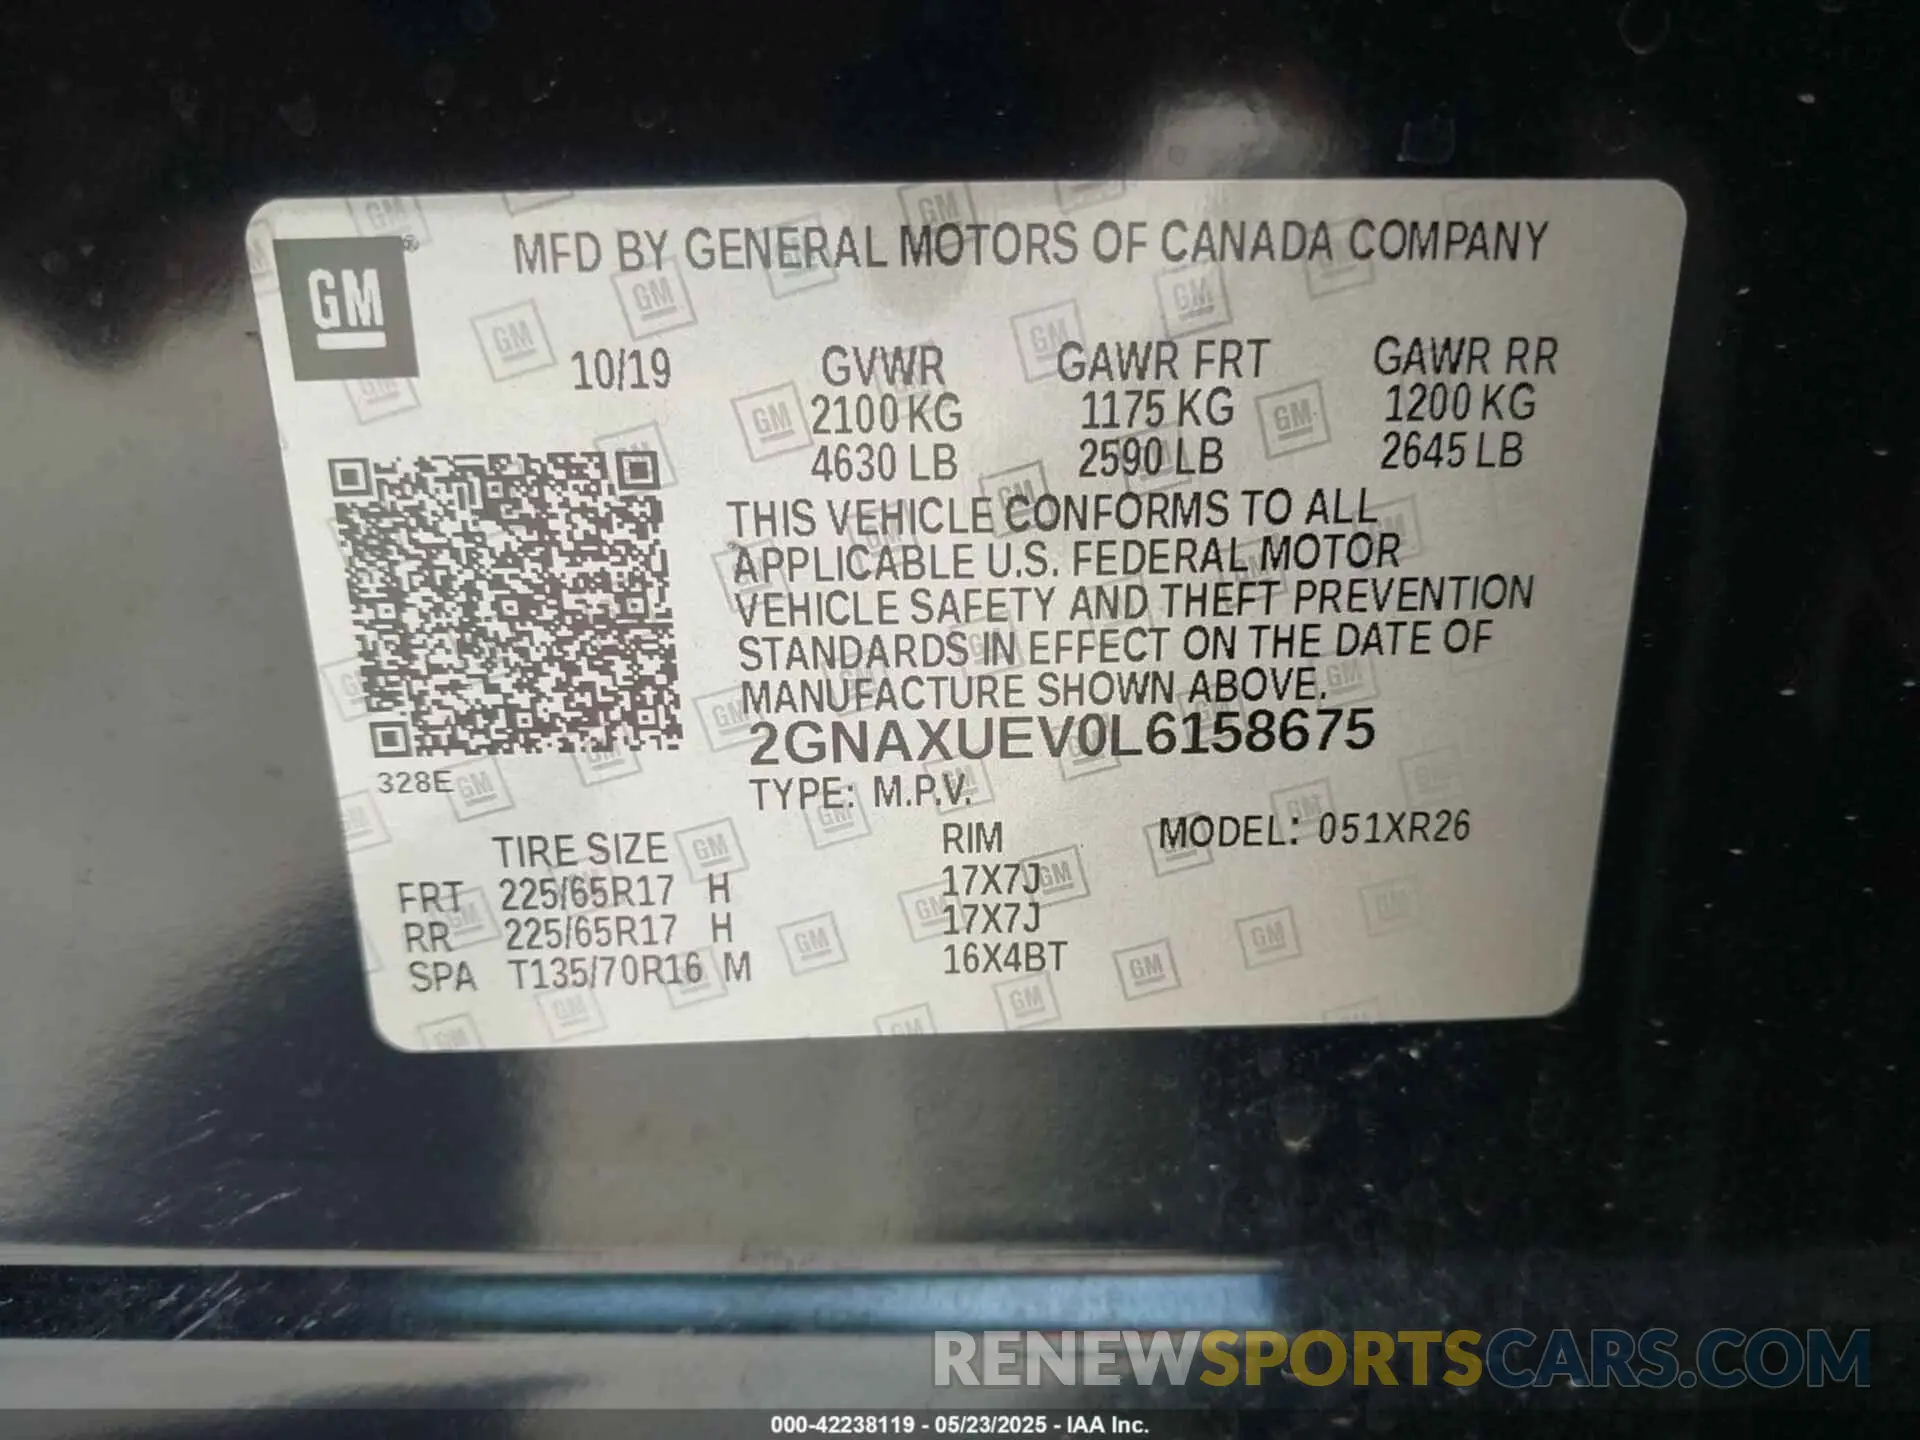 GM
MFD BY GENERAL MOTORS OF CANADA COMPANY
10/19 GVWR GAWR FRT GAWR RR
2100 KG 1175 KG 1200 KG
4630 LB 2590 LB 2645 LB
THIS VEHICLE CONFORMS TO ALL
APPLICABLE U.S. FEDERAL MOTOR
VEHICLE SAFETY AND THEFT PREVENTION
STANDARDS IN EFFECT ON THE DATE OF
MANUFACTURE SHOWN ABOVE.
2GNAXUEV0L6158675
328E
TYPE: M.P.V.
TIRE SIZE RIM MODEL: 051XR26
FRT 225/65R17 H 17X7J
RR 225/65R17 H 17X7J
SPA T135/70R16 M 16X4BT
RENEWSPORTSCARS.COM
000-42238119 - 05/23/2025 - IAA Inc.